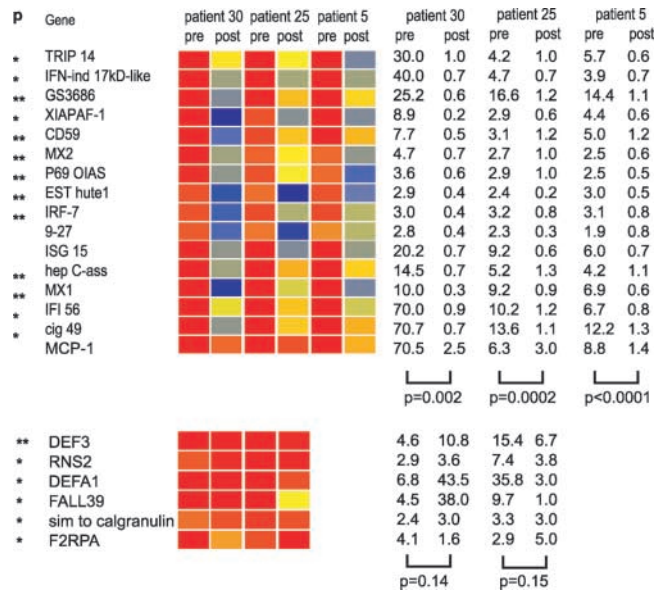 p Gene patient 30 patient 25 patient 5 patient 30 patient 25 patient 5
pre post pre post pre post pre post pre post pre post
* TRIP 14 30.0 1.0 4.2 1.0 5.7 0.6
* IFN-ind 17kD-like 40.0 0.7 4.7 0.7 3.9 0.7
** GS3686 25.2 0.6 16.6 1.2 14.4 1.1
* XIAPAF-1 8.9 0.2 2.9 0.6 4.4 0.6
** CD59 7.7 0.5 3.1 1.2 5.0 1.2
** MX2 4.7 0.7 2.7 1.0 2.5 0.6
** P69 OIAS 3.6 0.6 2.9 1.0 2.5 0.5
** EST hute1 2.9 0.4 2.4 0.2 3.0 0.5
** IRF-7 3.0 0.4 3.2 0.8 3.1 0.8
9-27 2.8 0.4 2.3 0.3 1.9 0.8
ISG 15 20.2 0.7 9.2 0.6 6.0 0.7
** hep C-ass 14.5 0.7 5.2 1.3 4.2 1.1
** MX1 10.0 0.3 9.2 0.9 6.9 0.6
* IFI 56 70.0 0.9 10.2 1.2 6.7 0.8
* cig 49 70.7 0.7 13.6 1.1 12.2 1.3
MCP-1 70.5 2.5 6.3 3.0 8.8 1.4
p=0.002 p=0.0002 p<0.0001
** DEF3 4.6 10.8 15.4 6.7
* RNS2 2.9 3.6 7.4 3.8
* DEFA1 6.8 43.5 35.8 3.0
* FALL39 4.5 38.0 9.7 1.0
* sim to calgranulin 2.4 3.0 3.3 3.0
* F2RPA 4.1 1.6 2.9 5.0
p=0.14 p=0.15